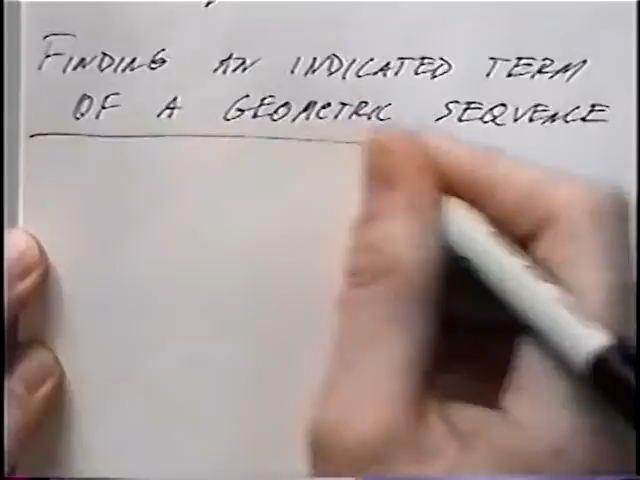 FINDING AN INDICATED TERM
OF A GEOMETRIC SEQUENCE